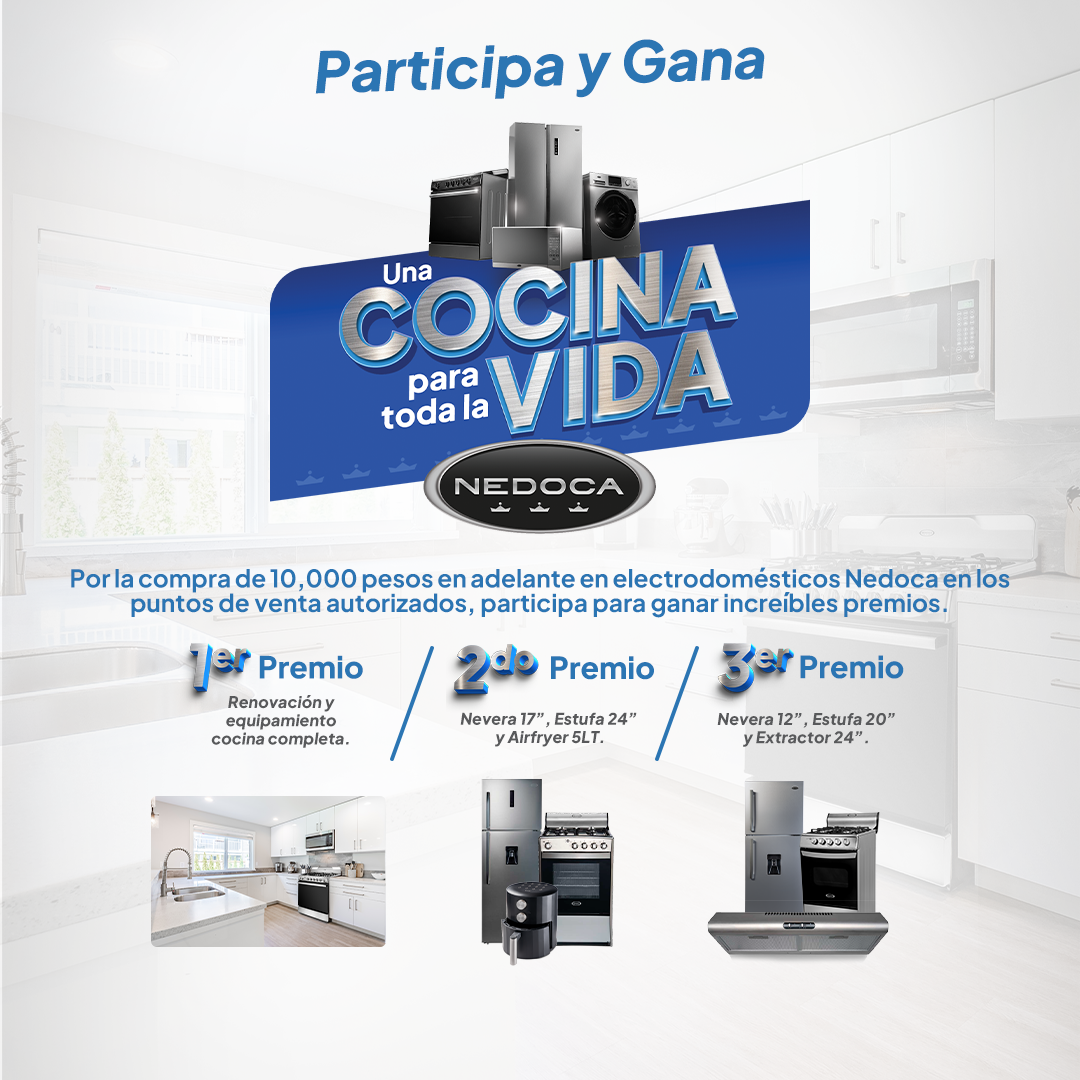 Participa y Gana
Una
COCINA
para
toda la
VIDA
NEDOCA
Por la compra de 10,000 pesos en adelante en electrodomésticos Nedoca en los
puntos de venta autorizados, participa para ganar increíbles premios.
1er Premio
Renovación y
equipamiento
cocina completa.
2do Premio
Nevera 17”, Estufa 24”
y Airfryer 5LT.
3er Premio
Nevera 12”, Estufa 20”
y Extractor 24”.